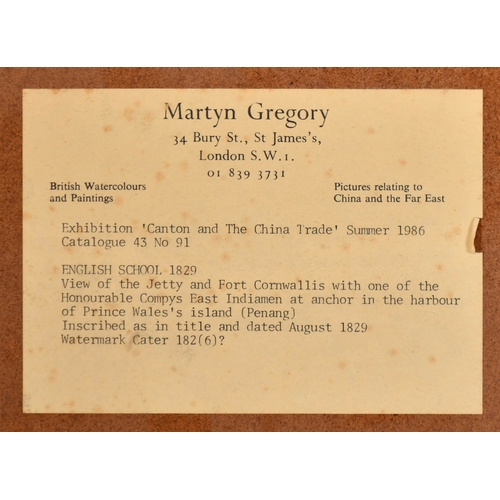 Martyn Gregory
34 Bury St., St James's,
London S.W.1.
01 839 3731
British Watercolours
and Paintings
Pictures relating to
China and the Far East
Exhibition 'Canton and The China Trade' Summer 1986
Catalogue 43 No 91
ENGLISH SCHOOL 1829
View of the Jetty and Fort Cornwallis with one of the
Honourable Compys East Indiamen at anchor in the harbour
of Prince Wales's island (Penang)
Inscribed as in title and dated August 1829
Watermark Cater 182(6)?